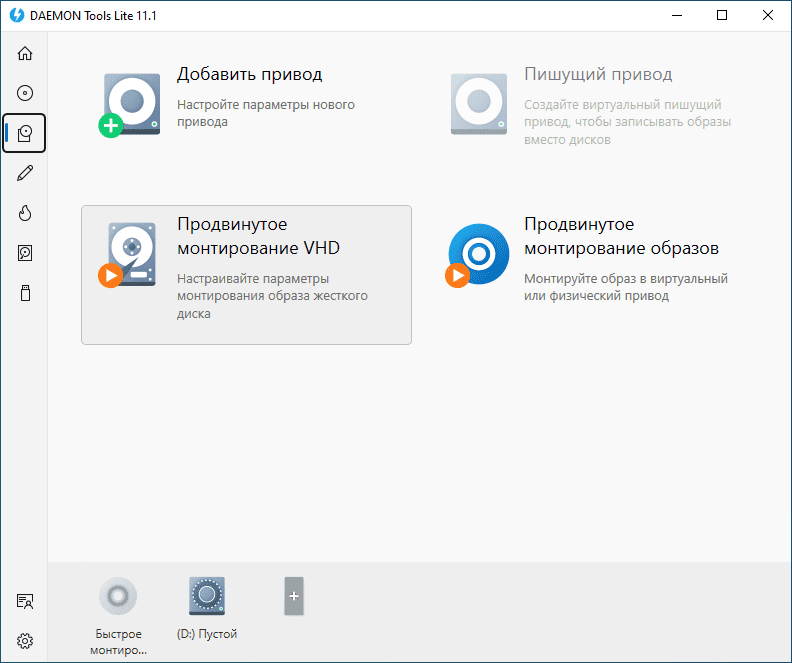 DAEMON Tools Lite 11.1
Добавить привод
Настройте параметры нового
привода
Пишущий привод
Создайте виртуальный пишущий
привод, чтобы записывать образы
вместо дисков
Продвинутое
монтирование VHD
Настраивайте параметры
монтирования образа жесткого
диска
Продвинутое
монтирование образов
Монтируйте образ в виртуальный
или физический привод
Быстрое
монтиро...
(D:) Пустой